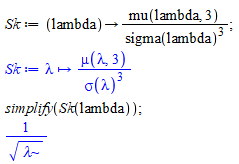 Sk := (lambda) → mu(lambda, 3) / sigma(lambda)^3;
Sk := λ ↦ μ(λ, 3) / σ(λ)^3
simplify(Sk(lambda));
1 / √λ~